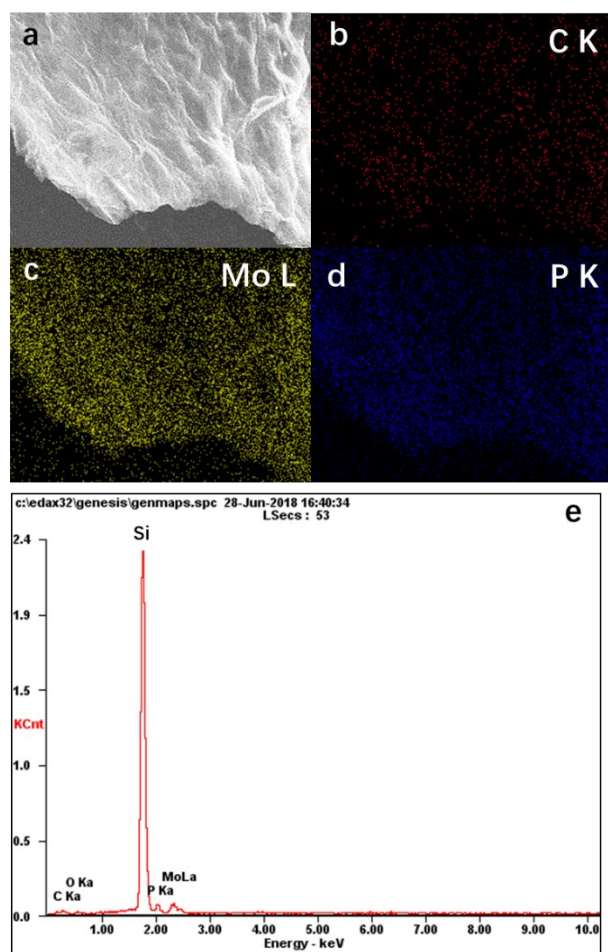 a
b
C K
c
Mo L
d
P K
c:\edax32\genesis\genmaps.spc 28-Jun-2018 16:40:34
LSecs : 53
e
Si
2.4
1.9
1.5
KCnt
1.0
0.5
0.0
C Ka
O Ka
P Ka
MoLa
1.00 2.00 3.00 4.00 5.00 6.00 7.00 8.00 9.00 10.0
Energy - keV